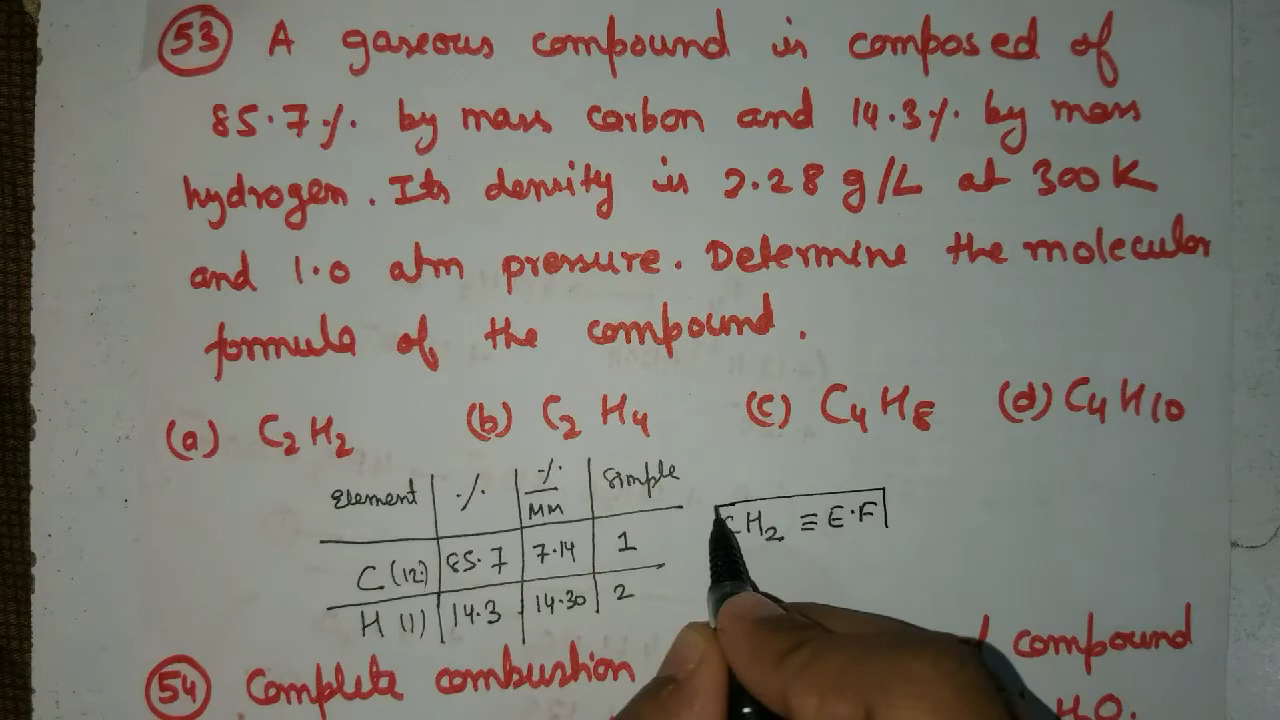 53 A gaseous compound is composed of
85.7% by mass carbon and 14.3% by mass
hydrogen. Its density is 2.28 g/L at 300K
and 1.0 atm pressure. Determine the molecular
formula of the compound.
(a) C2H2 (b) C2H4 (c) C4H8 (d) C4H10
Element % %/MM Simple
C(12) 85.7 7.14 1
H(1) 14.3 14.30 2
CH2 ≡ E.F
54 Complete combustion compound
H2O.